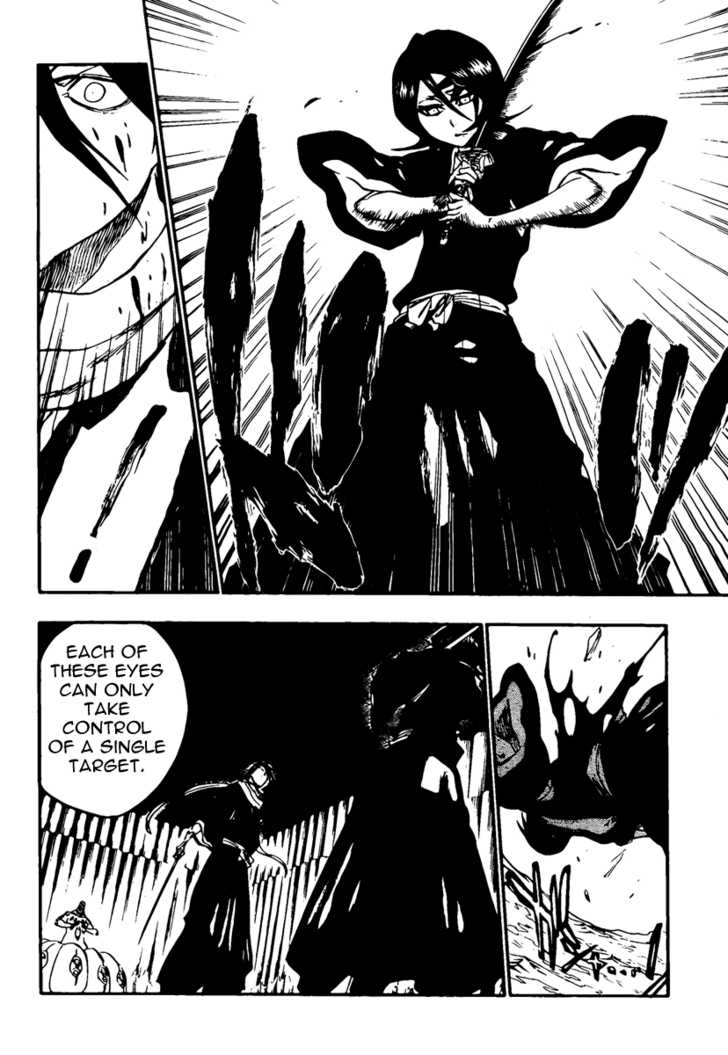 EACH OF
THESE EYES
CAN ONLY
TAKE
CONTROL
OF A SINGLE
TARGET.